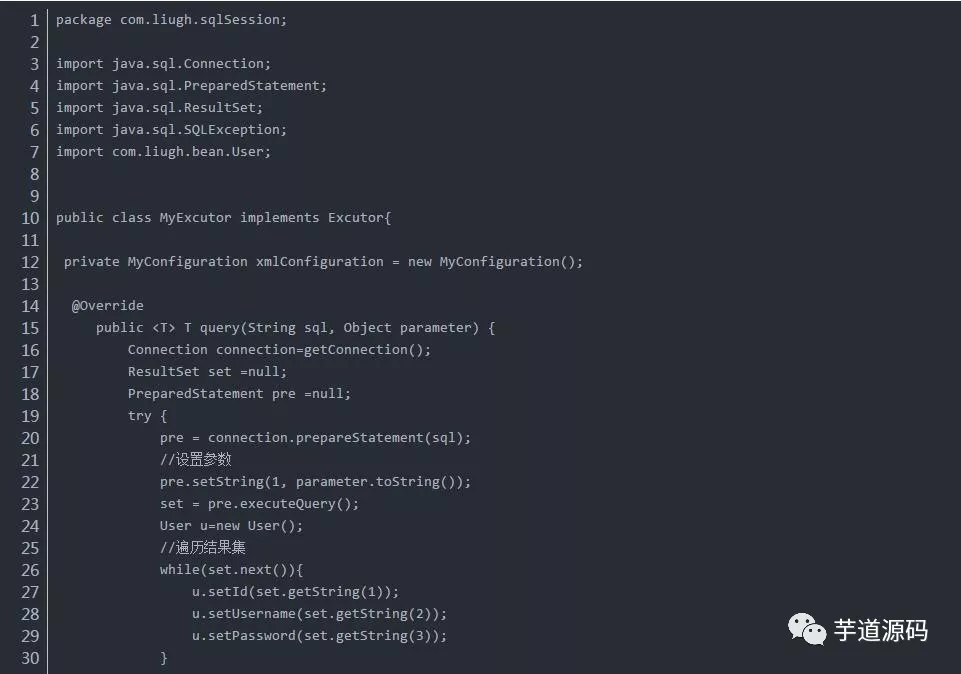 1 package com.liugh.sqlSession;
2
3 import java.sql.Connection;
4 import java.sql.PreparedStatement;
5 import java.sql.ResultSet;
6 import java.sql.SQLException;
7 import com.liugh.bean.User;
8
9
10 public class MyExcutor implements Excutor{
11
12 private MyConfiguration xmlConfiguration = new MyConfiguration();
13
14 @Override
15 public <T> T query(String sql, Object parameter) {
16 Connection connection=getConnection();
17 ResultSet set =null;
18 PreparedStatement pre =null;
19 try {
20 pre = connection.prepareStatement(sql);
21 //设置参数
22 pre.setString(1, parameter.toString());
23 set = pre.executeQuery();
24 User u=new User();
25 //遍历结果集
26 while(set.next()){
27 u.setId(set.getString(1));
28 u.setUsername(set.getString(2));
29 u.setPassword(set.getString(3));
30 }
芋道源码